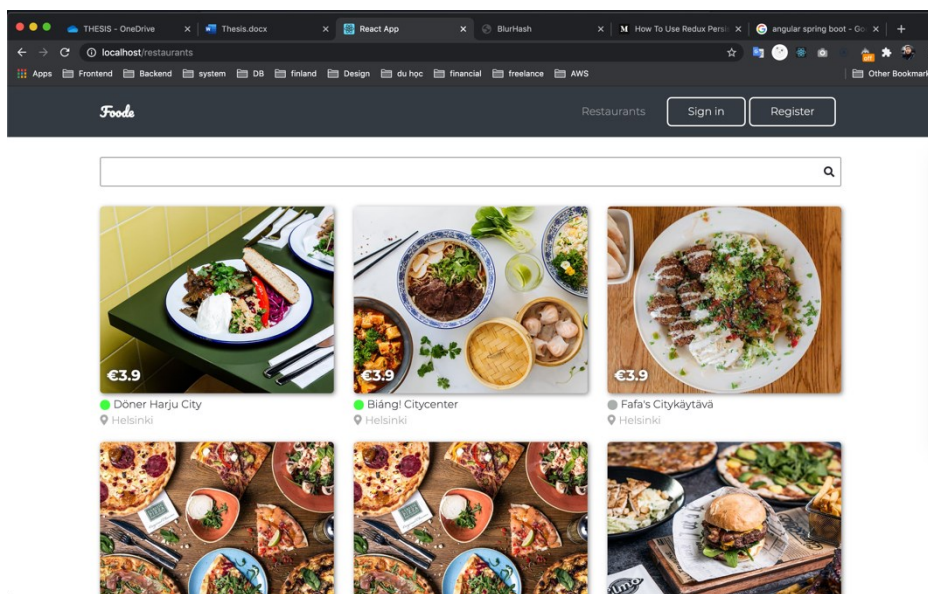 THESIS - OneDrive
Thesis.docx
React App
BlurHash
M How To Use Redux Persi
angular spring boot - Go
localhost/restaurants
off
Apps Frontend Backend system DB finland Design du học financial freelance AWS Other Bookmark
Foode Restaurants Sign in Register
€3.9 €3.9 €3.9
Döner Harju City Biáng! Citycenter Fafa's Citykäytävä
Helsinki Helsinki Helsinki